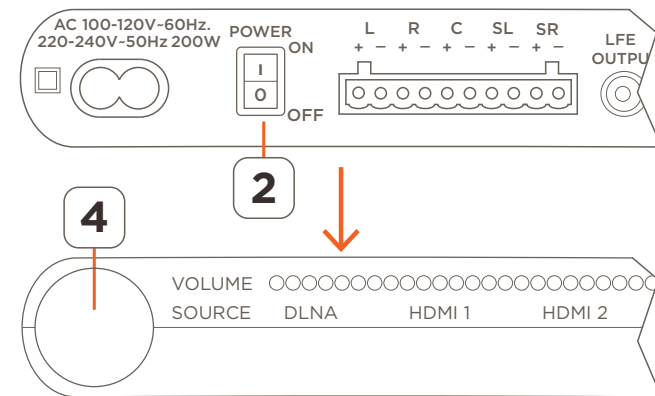 AC 100-120V~60Hz.
220-240V~50Hz 200W
POWER
ON
I
O
OFF
L R C SL SR
+ − + − + − + − + −
LFE
OUTPU
2
4
VOLUME
SOURCE DLNA HDMI 1 HDMI 2